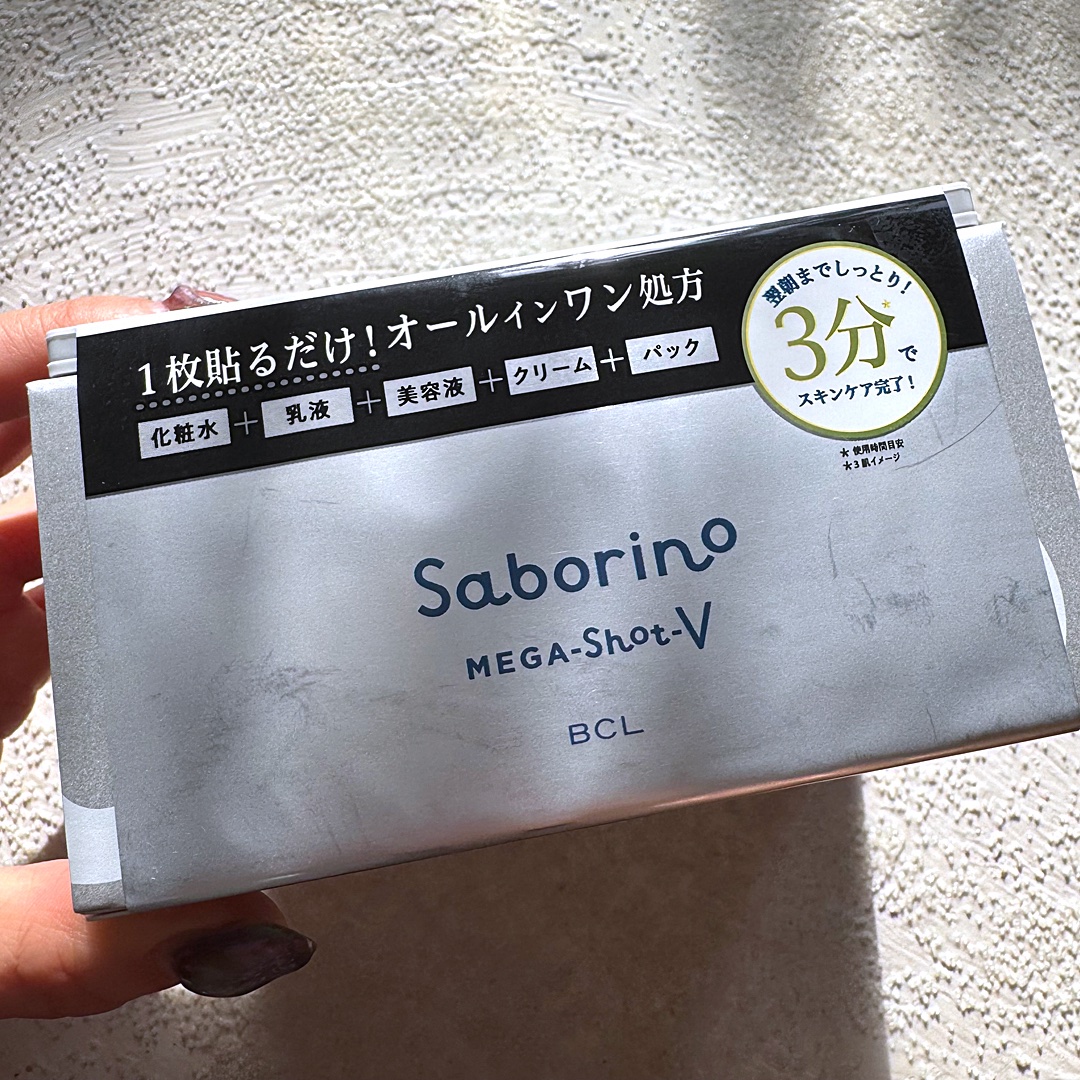 1枚貼るだけ!オールインワン処方
化粧水+乳液+美容液+クリーム+パック
翌朝までしっとり!
3分*で
スキンケア完了!
*使用時間目安
*3 肌イメージ
Saborino
MEGA-Shot-V
BCL